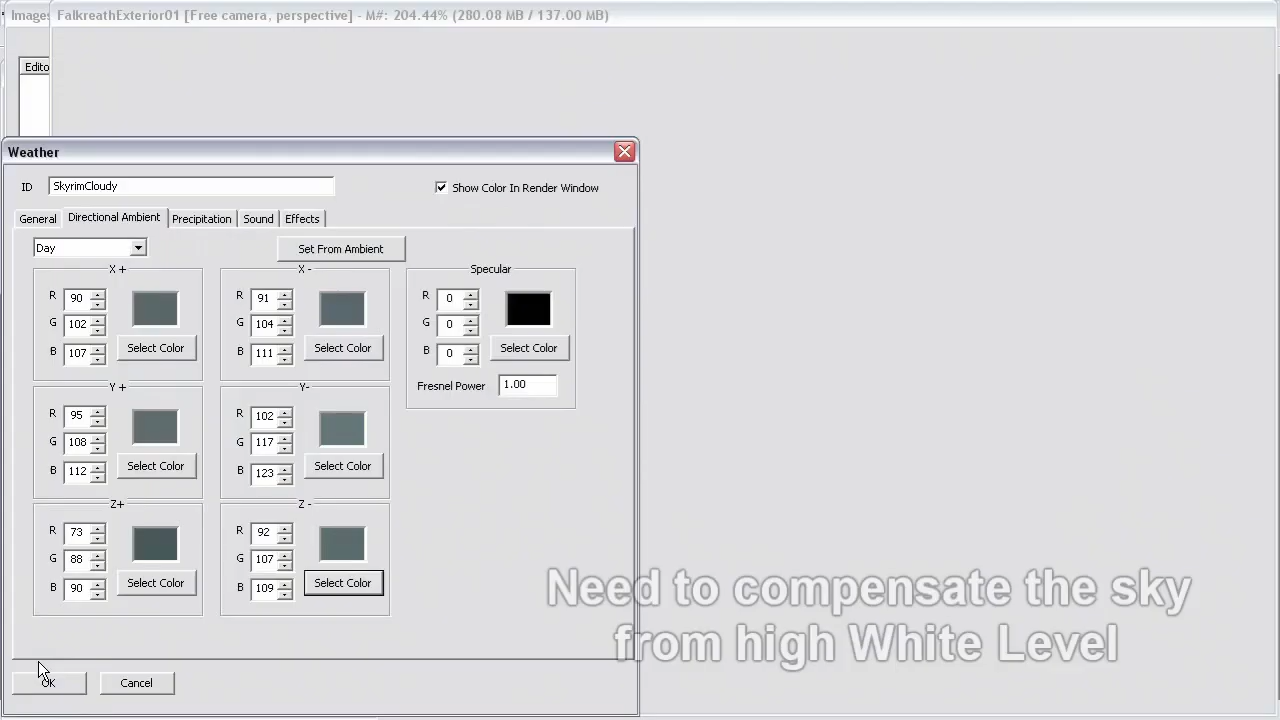 Images
FalkreathExterior01 [Free camera, perspective] - M#: 204.44% (280.08 MB / 137.00 MB)
Edito
Weather
ID SkyrimCloudy Show Color In Render Window
General Directional Ambient Precipitation Sound Effects
Day Set From Ambient
X + X - Specular
R 90 R 91 R 0
G 102 G 104 G 0
B 107 B 111 B 0
Select Color Select Color Select Color
Fresnel Power 1.00
Y + Y-
R 95 R 102
G 108 G 117
B 112 B 123
Select Color Select Color
Z+ Z -
R 73 R 92
G 88 G 107
B 90 B 109
Select Color Select Color
Need to compensate the sky
from high White Level
OK Cancel